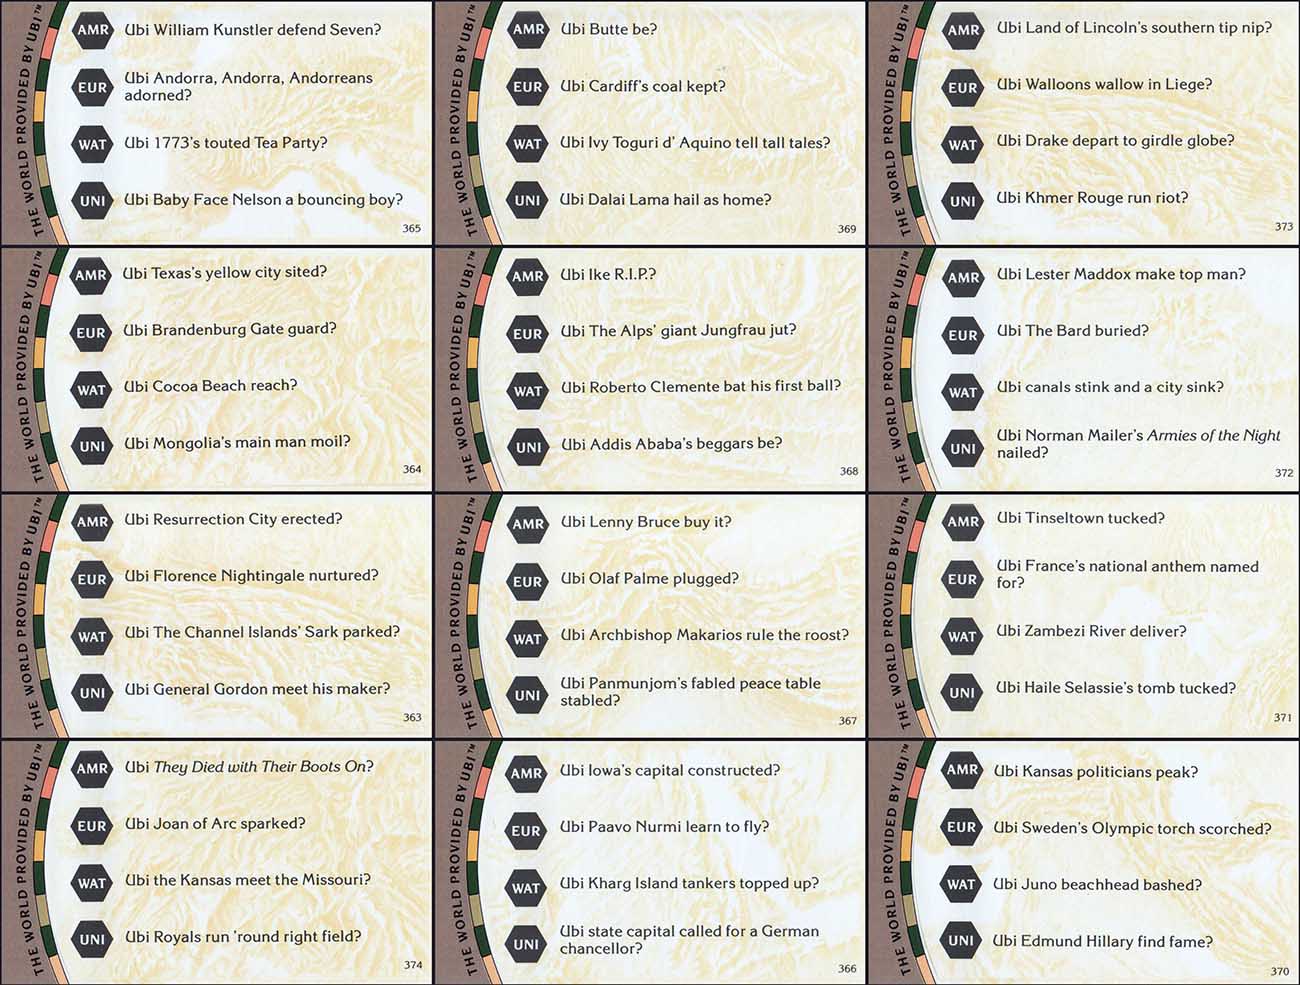 THE WORLD PROVIDED BY UBI™
AMR Ubi William Kunstler defend Seven?
EUR Ubi Andorra, Andorra, Andorreans
adorned?
WAT Ubi 1773's touted Tea Party?
UNI Ubi Baby Face Nelson a bouncing boy?
365
THE WORLD PROVIDED BY UBI™
AMR Ubi Butte be?
EUR Ubi Cardiff's coal kept?
WAT Ubi Ivy Toguri d' Aquino tell tall tales?
UNI Ubi Dalai Lama hail as home?
369
THE WORLD PROVIDED BY UBI™
AMR Ubi Land of Lincoln's southern tip nip?
EUR Ubi Walloons wallow in Liege?
WAT Ubi Drake depart to girdle globe?
UNI Ubi Khmer Rouge run riot?
373
THE WORLD PROVIDED BY UBI™
AMR Ubi Texas's yellow city sited?
EUR Ubi Brandenburg Gate guard?
WAT Ubi Cocoa Beach reach?
UNI Ubi Mongolia's main man moil?
364
THE WORLD PROVIDED BY UBI™
AMR Ubi Ike R.I.P.?
EUR Ubi The Alps' giant Jungfrau jut?
WAT Ubi Roberto Clemente bat his first ball?
UNI Ubi Addis Ababa's beggars be?
368
THE WORLD PROVIDED BY UBI™
AMR Ubi Lester Maddox make top man?
EUR Ubi The Bard buried?
WAT Ubi canals stink and a city sink?
UNI Ubi Norman Mailer's Armies of the Night
nailed?
372
THE WORLD PROVIDED BY UBI™
AMR Ubi Resurrection City erected?
EUR Ubi Florence Nightingale nurtured?
WAT Ubi The Channel Islands' Sark parked?
UNI Ubi General Gordon meet his maker?
363
THE WORLD PROVIDED BY UBI™
AMR Ubi Lenny Bruce buy it?
EUR Ubi Olaf Palme plugged?
WAT Ubi Archbishop Makarios rule the roost?
UNI Ubi Panmunjom's fabled peace table
stabled?
367
THE WORLD PROVIDED BY UBI™
AMR Ubi Tinseltown tucked?
EUR Ubi France's national anthem named
for?
WAT Ubi Zambezi River deliver?
UNI Ubi Haile Selassie's tomb tucked?
371
THE WORLD PROVIDED BY UBI™
AMR Ubi They Died with Their Boots On?
EUR Ubi Joan of Arc sparked?
WAT Ubi the Kansas meet the Missouri?
UNI Ubi Royals run 'round right field?
374
THE WORLD PROVIDED BY UBI™
AMR Ubi Iowa's capital constructed?
EUR Ubi Paavo Nurmi learn to fly?
WAT Ubi Kharg Island tankers topped up?
UNI Ubi state capital called for a German
chancellor?
366
THE WORLD PROVIDED BY UBI™
AMR Ubi Kansas politicians peak?
EUR Ubi Sweden's Olympic torch scorched?
WAT Ubi Juno beachhead bashed?
UNI Ubi Edmund Hillary find fame?
370